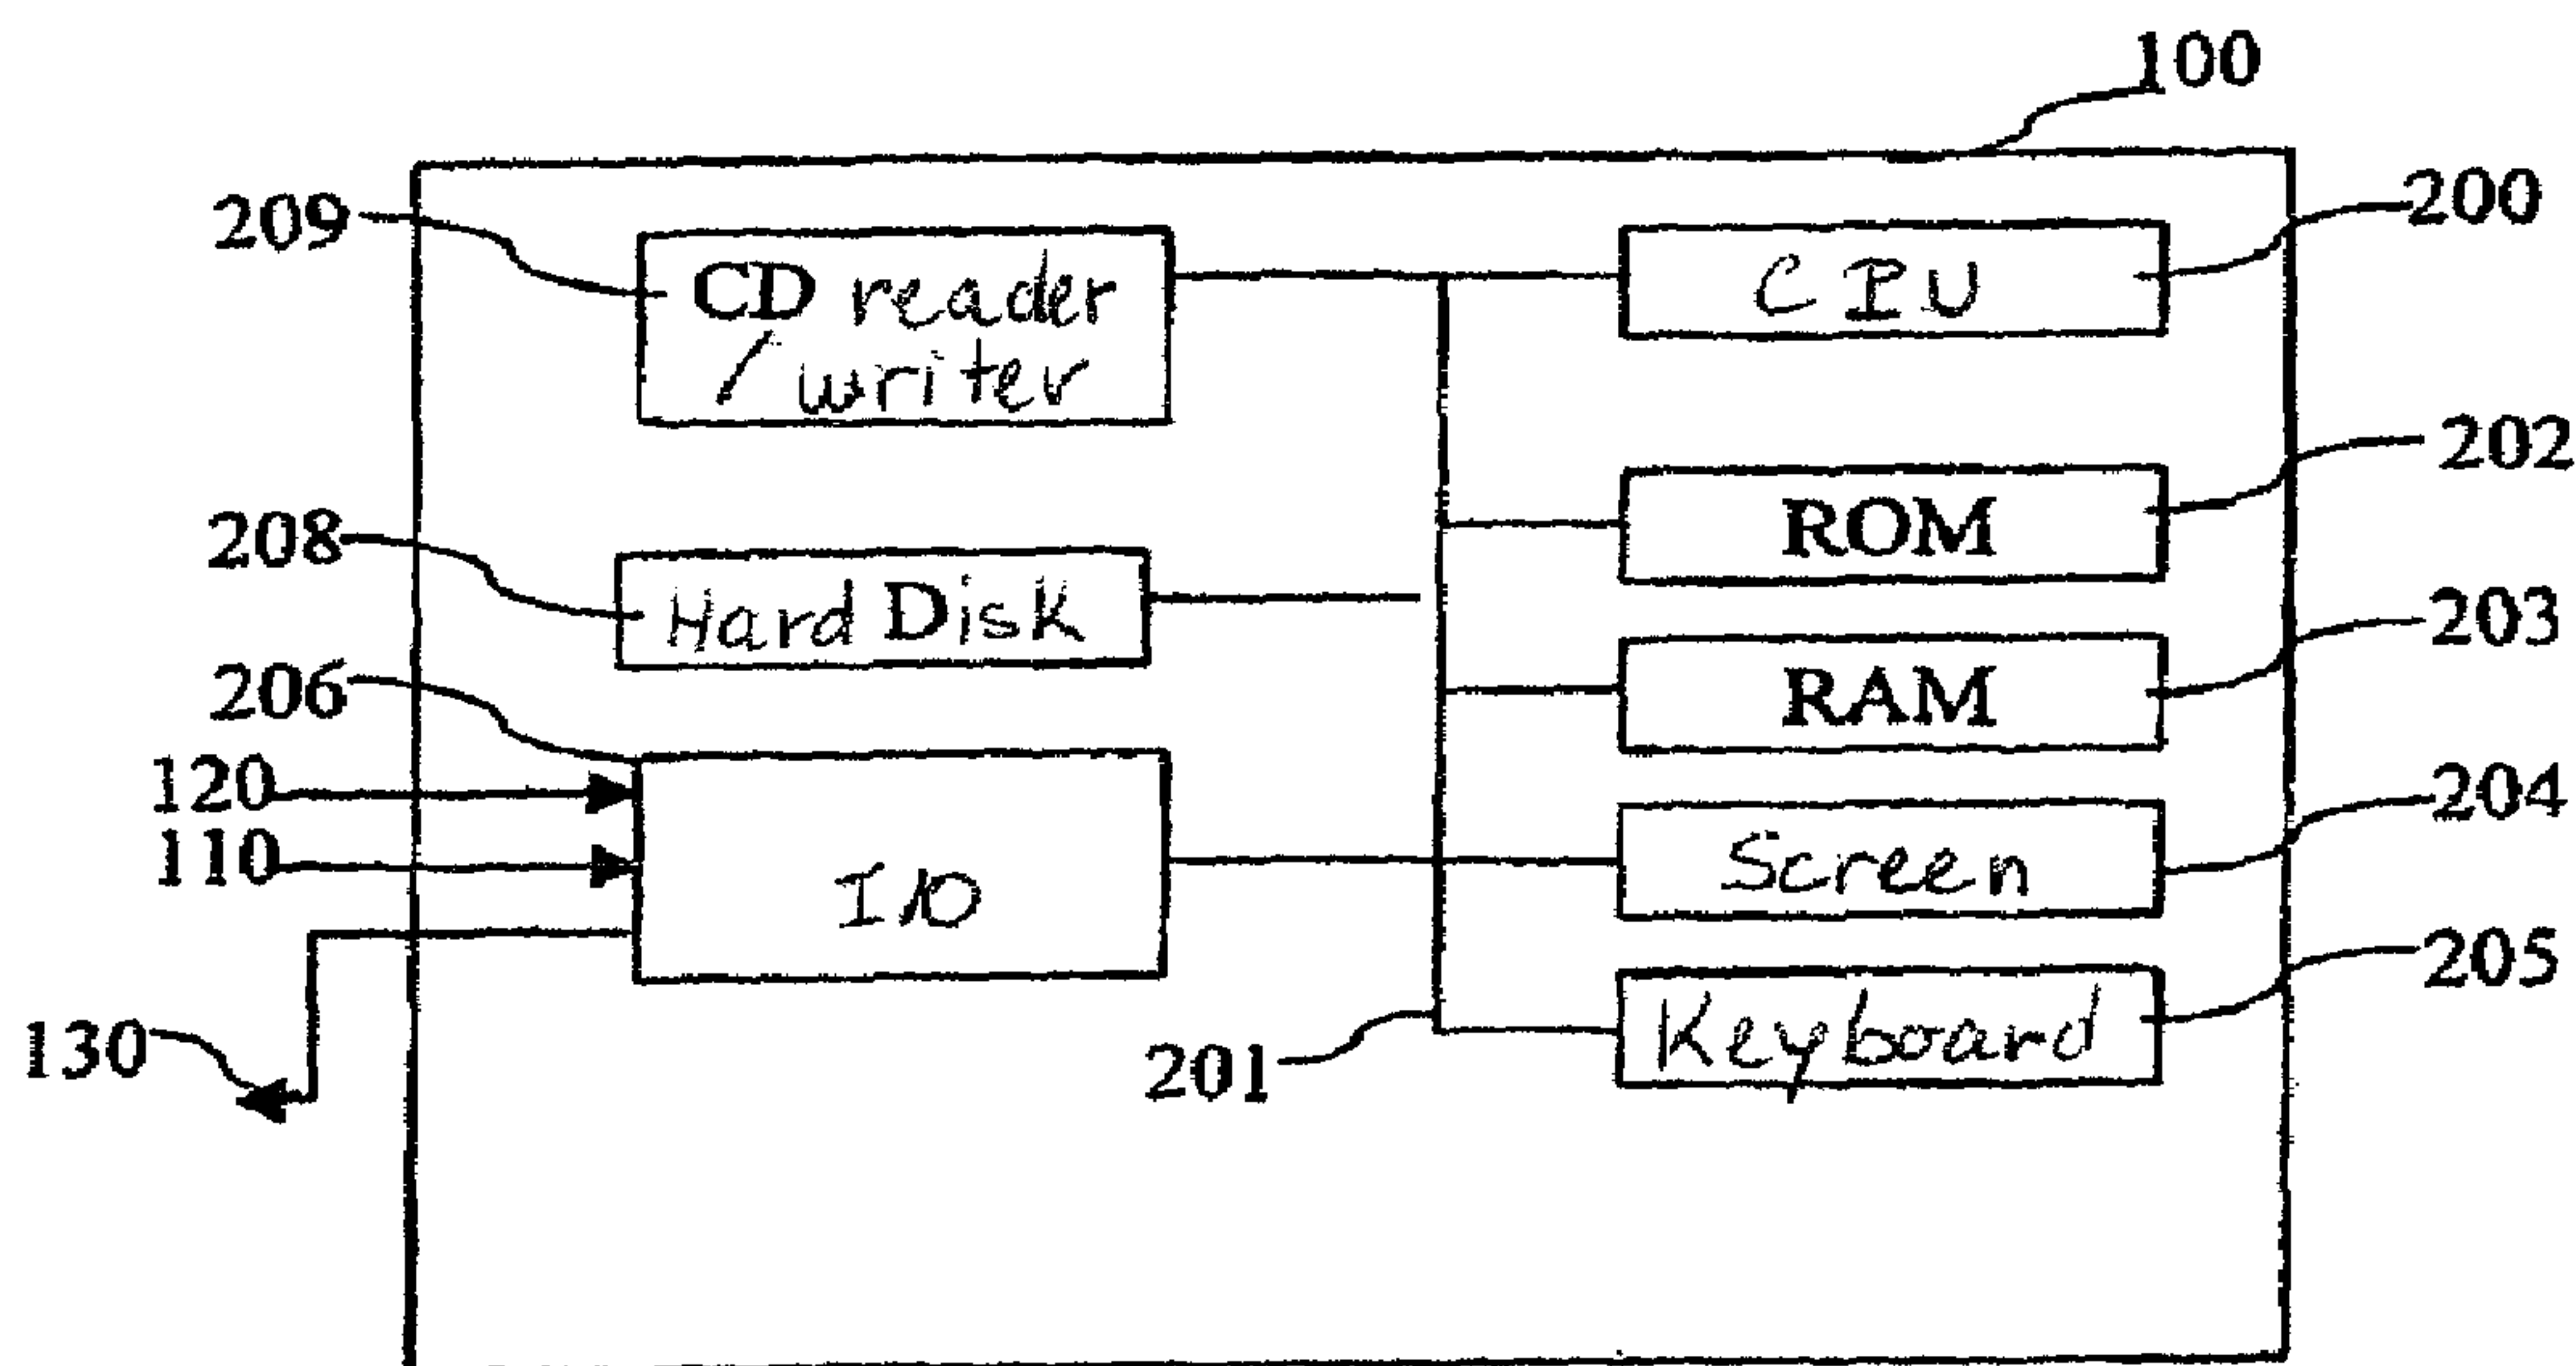 100
209
CD reader
/ writer
CPU
200
ROM
202
208
Hard Disk
RAM
203
206
120
110
I/O
Screen
204
130
201
Keyboard
205